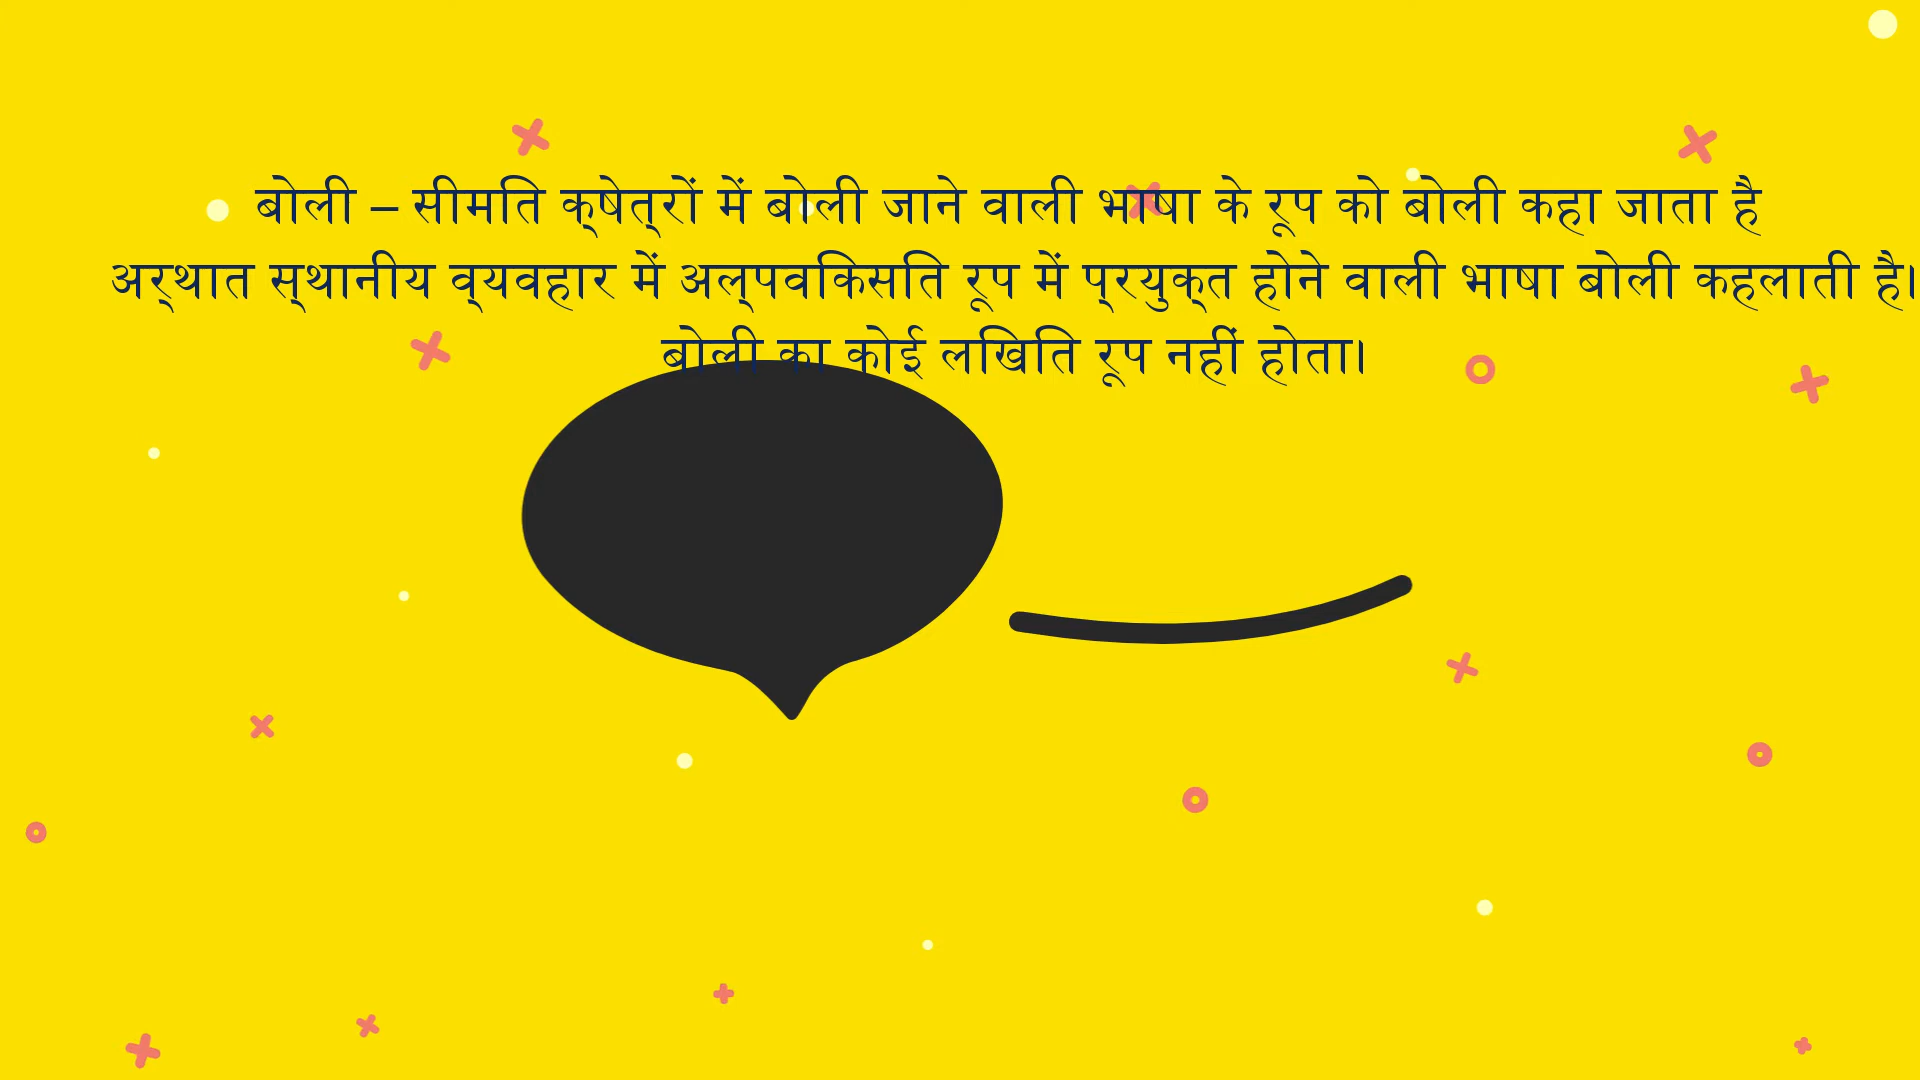 बोली – सीमति क्षेत्रों में बोली जाने वाली भाषा के रूप को बोली कहा जाता है
अर्थात स्थानीय व्यवहार में अल्पवकिसति रूप में प्रयुक्त होने वाली भाषा बोली कहलाती है।
बोली का कोई लखिति रूप नहीं होता।